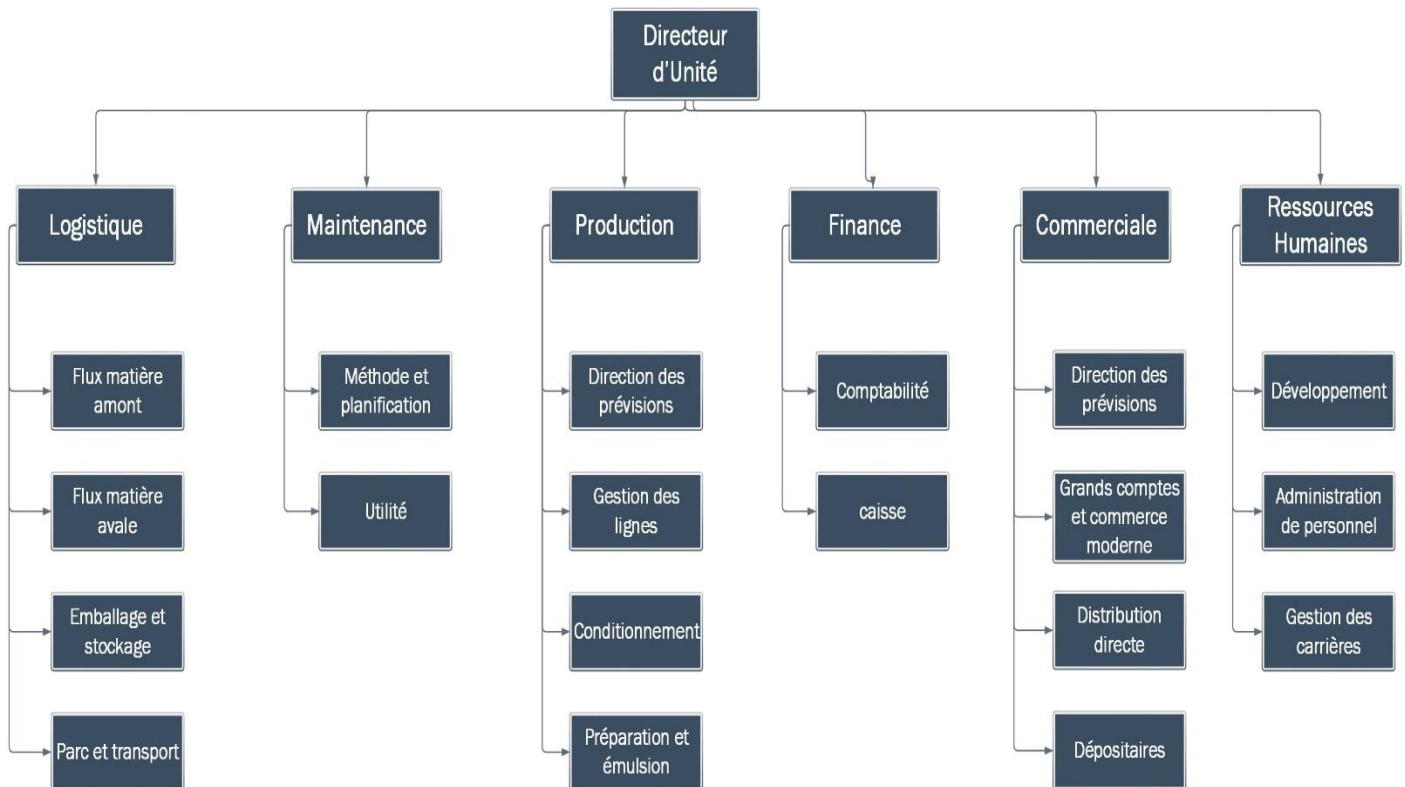 Directeur
d'Unité
Logistique
Maintenance
Production
Finance
Commerciale
Ressources
Humaines
Flux matière
amont
Méthode et
planification
Direction des
prévisions
Comptabilité
Direction des
prévisions
Développement
Flux matière
avale
Utilité
Gestion des
lignes
caisse
Grands comptes
et commerce
moderne
Administration
de personnel
Emballage et
stockage
Conditionnement
Distribution
directe
Gestion des
carrières
Parc et transport
Préparation et
émulsion
Dépositaires